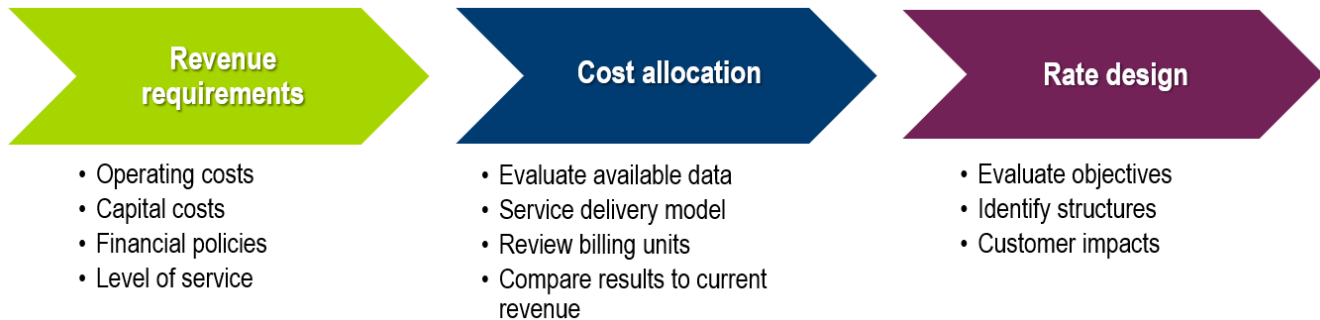 Revenue
requirements
• Operating costs
• Capital costs
• Financial policies
• Level of service
Cost allocation
• Evaluate available data
• Service delivery model
• Review billing units
• Compare results to current
revenue
Rate design
• Evaluate objectives
• Identify structures
• Customer impacts